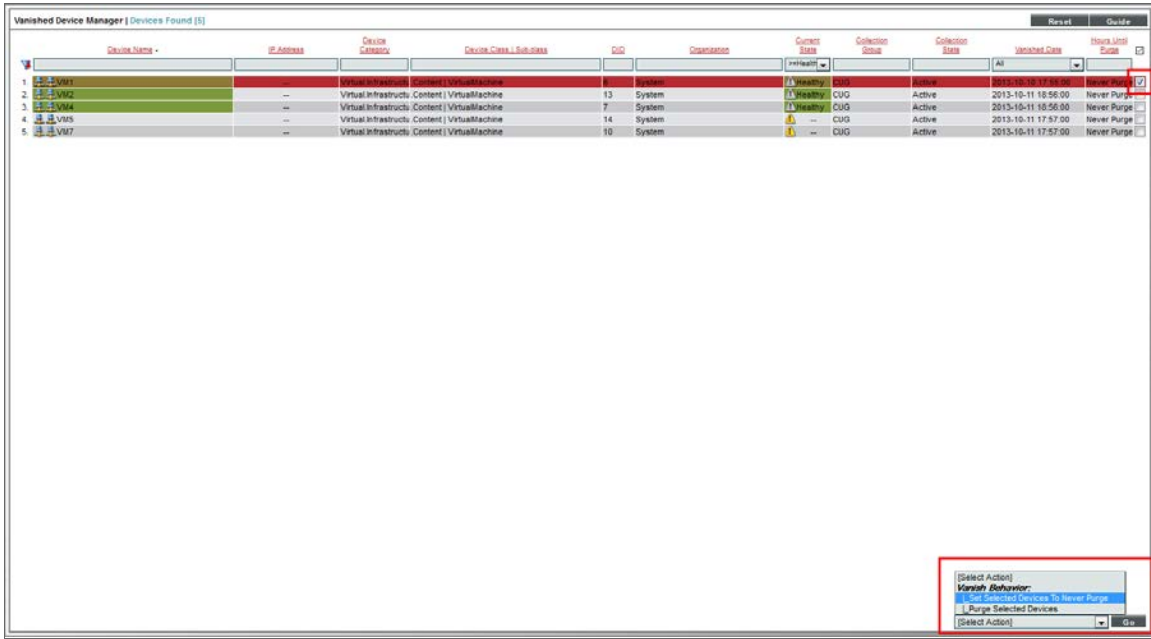 Vanished Device Manager | Devices Found [5] Reset Guide
Device Name IP Address Device Category Device Class | Sub-class DID Organization Current State Collection Group Collection State Vanished Date Hours Until Purge
>=Health All
1. VM1 -- Virtual.Infrastructu Content | VirtualMachine 6 System Healthy CUG Active 2013-10-10 17:55:00 Never Purge
2. VM2 -- Virtual.Infrastructu Content | VirtualMachine 13 System Healthy CUG Active 2013-10-11 18:56:00 Never Purge
3. VM4 -- Virtual.Infrastructu Content | VirtualMachine 7 System Healthy CUG Active 2013-10-11 18:56:00 Never Purge
4. VM5 -- Virtual.Infrastructu Content | VirtualMachine 14 System -- CUG Active 2013-10-11 17:57:00 Never Purge
5. VM7 -- Virtual.Infrastructu Content | VirtualMachine 10 System -- CUG Active 2013-10-11 17:57:00 Never Purge
[Select Action]
Vanish Behavior:
|_Set Selected Devices To Never Purge
|_Purge Selected Devices
[Select Action] Go